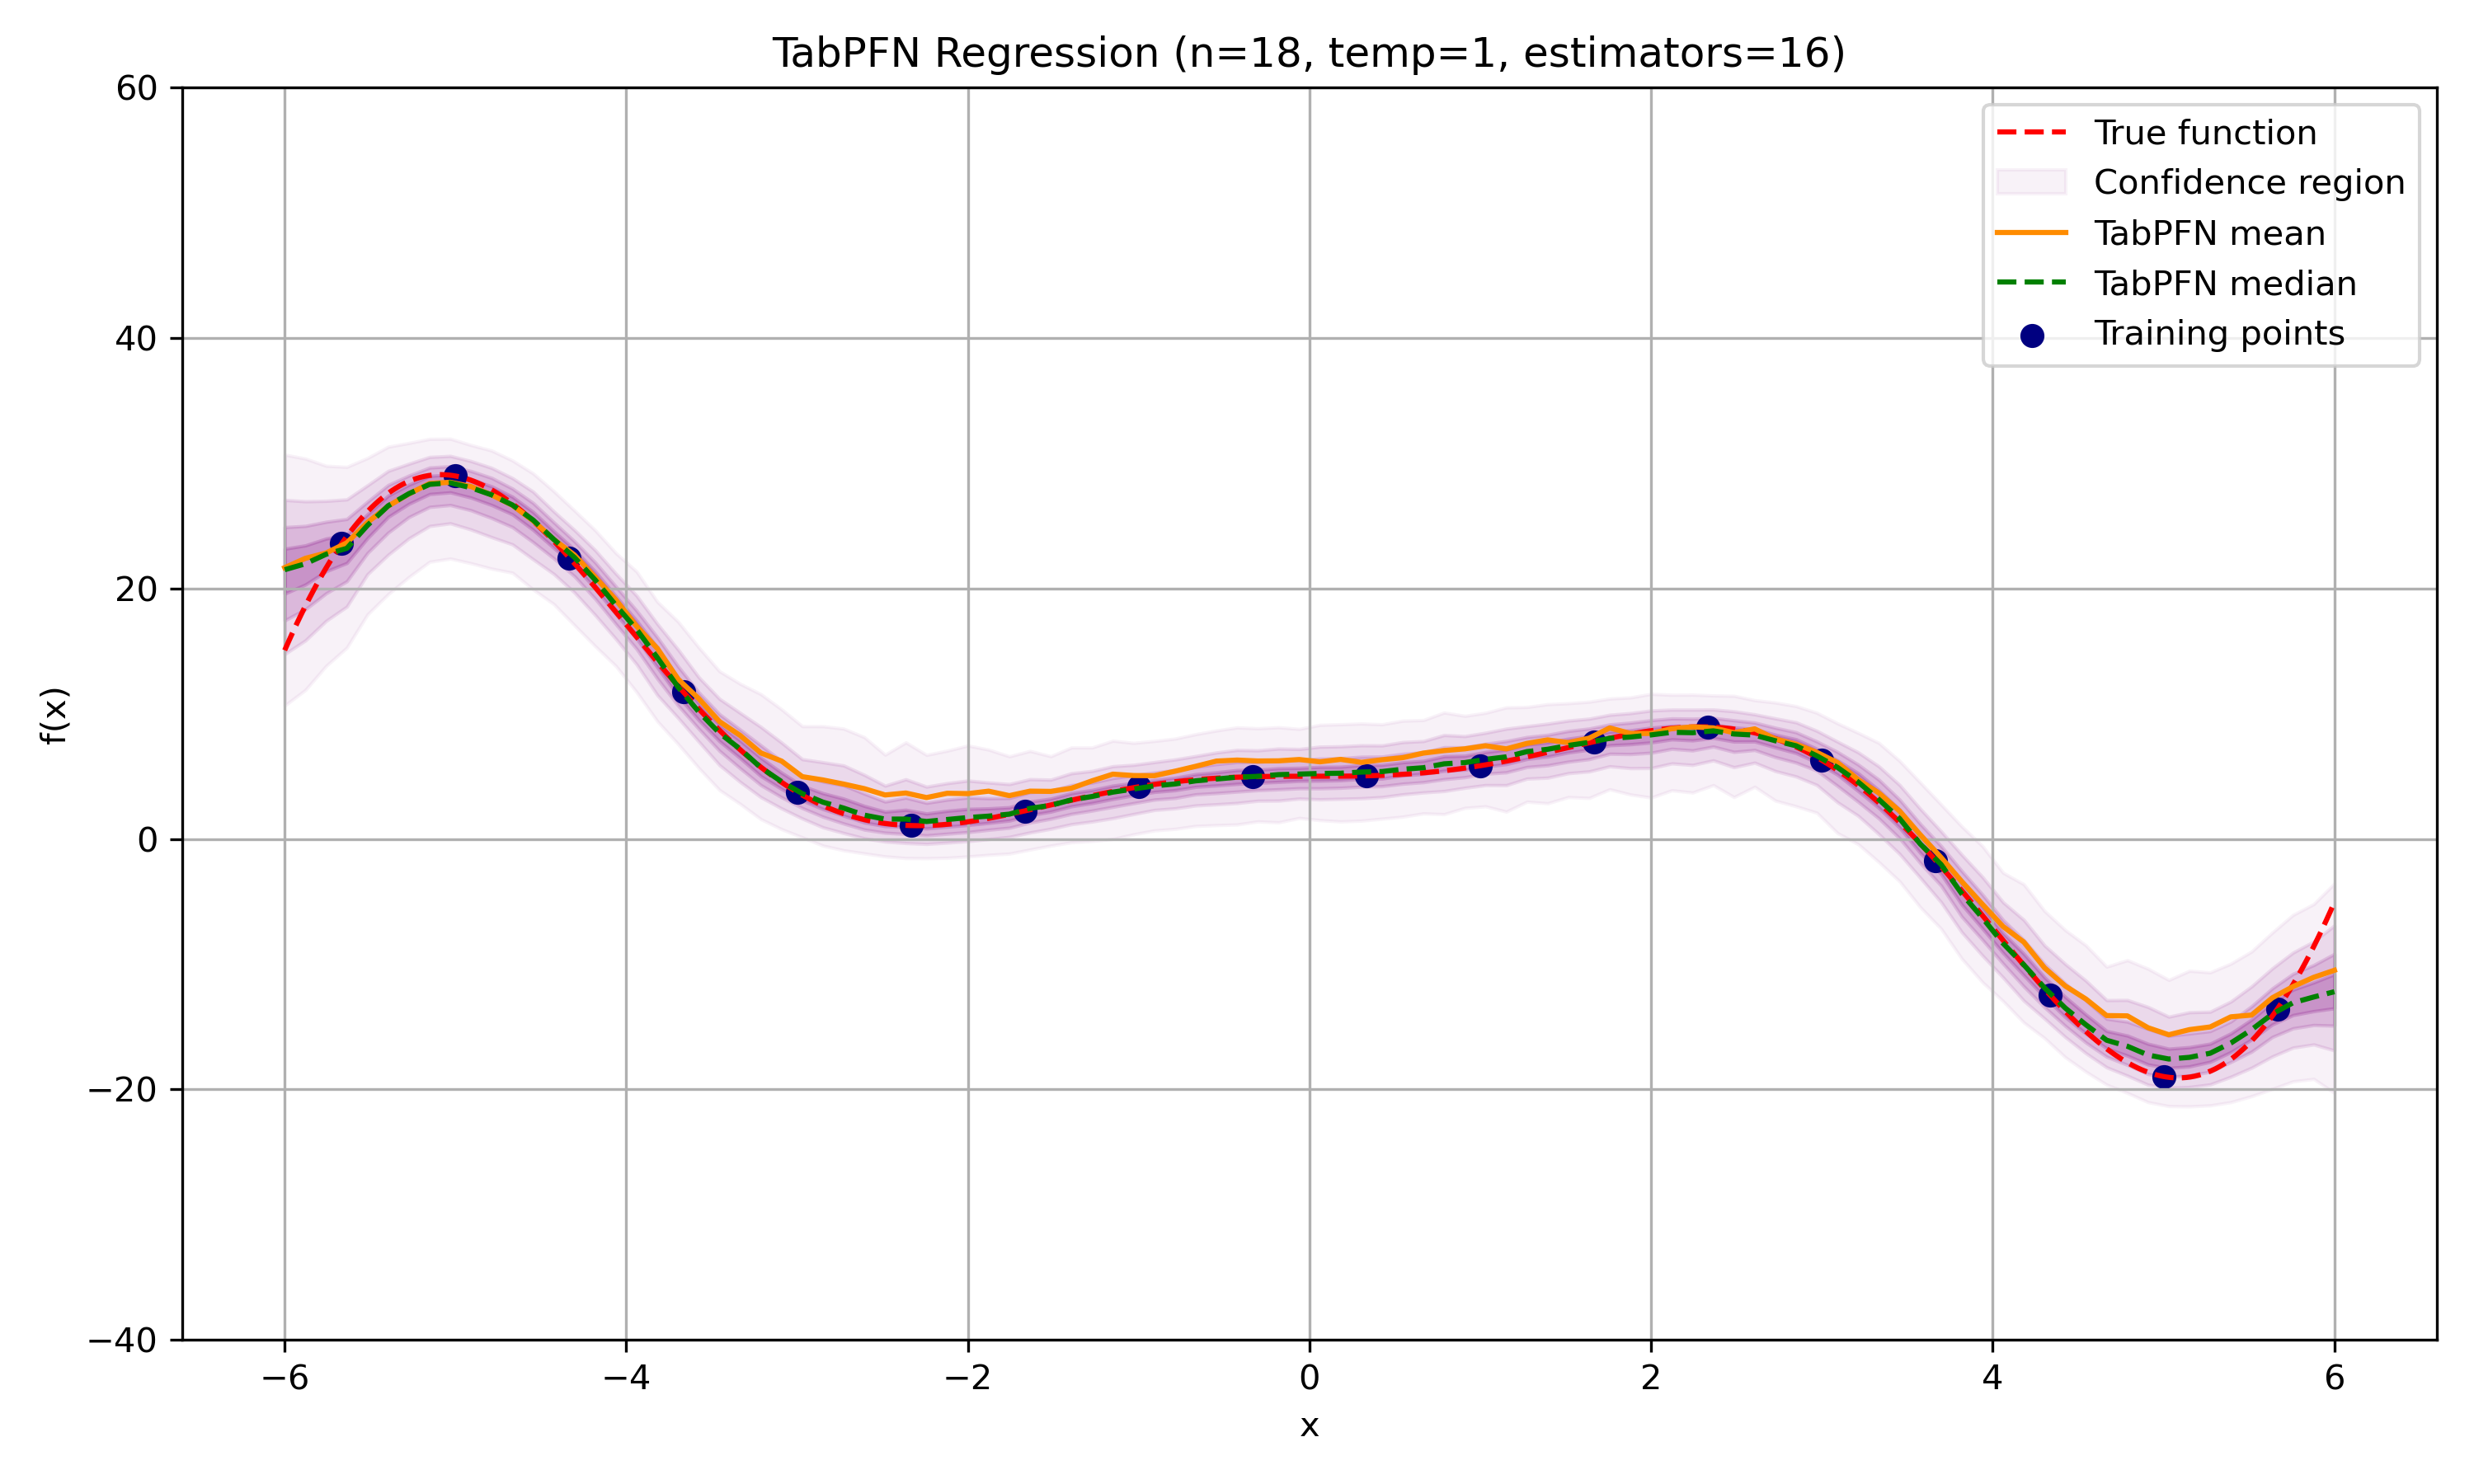 TabPFN Regression (n=18, temp=1, estimators=16)
60
40
20
0
−20
−40
f(x)
True function
Confidence region
TabPFN mean
TabPFN median
Training points
−6 −4 −2 0 2 4 6
x